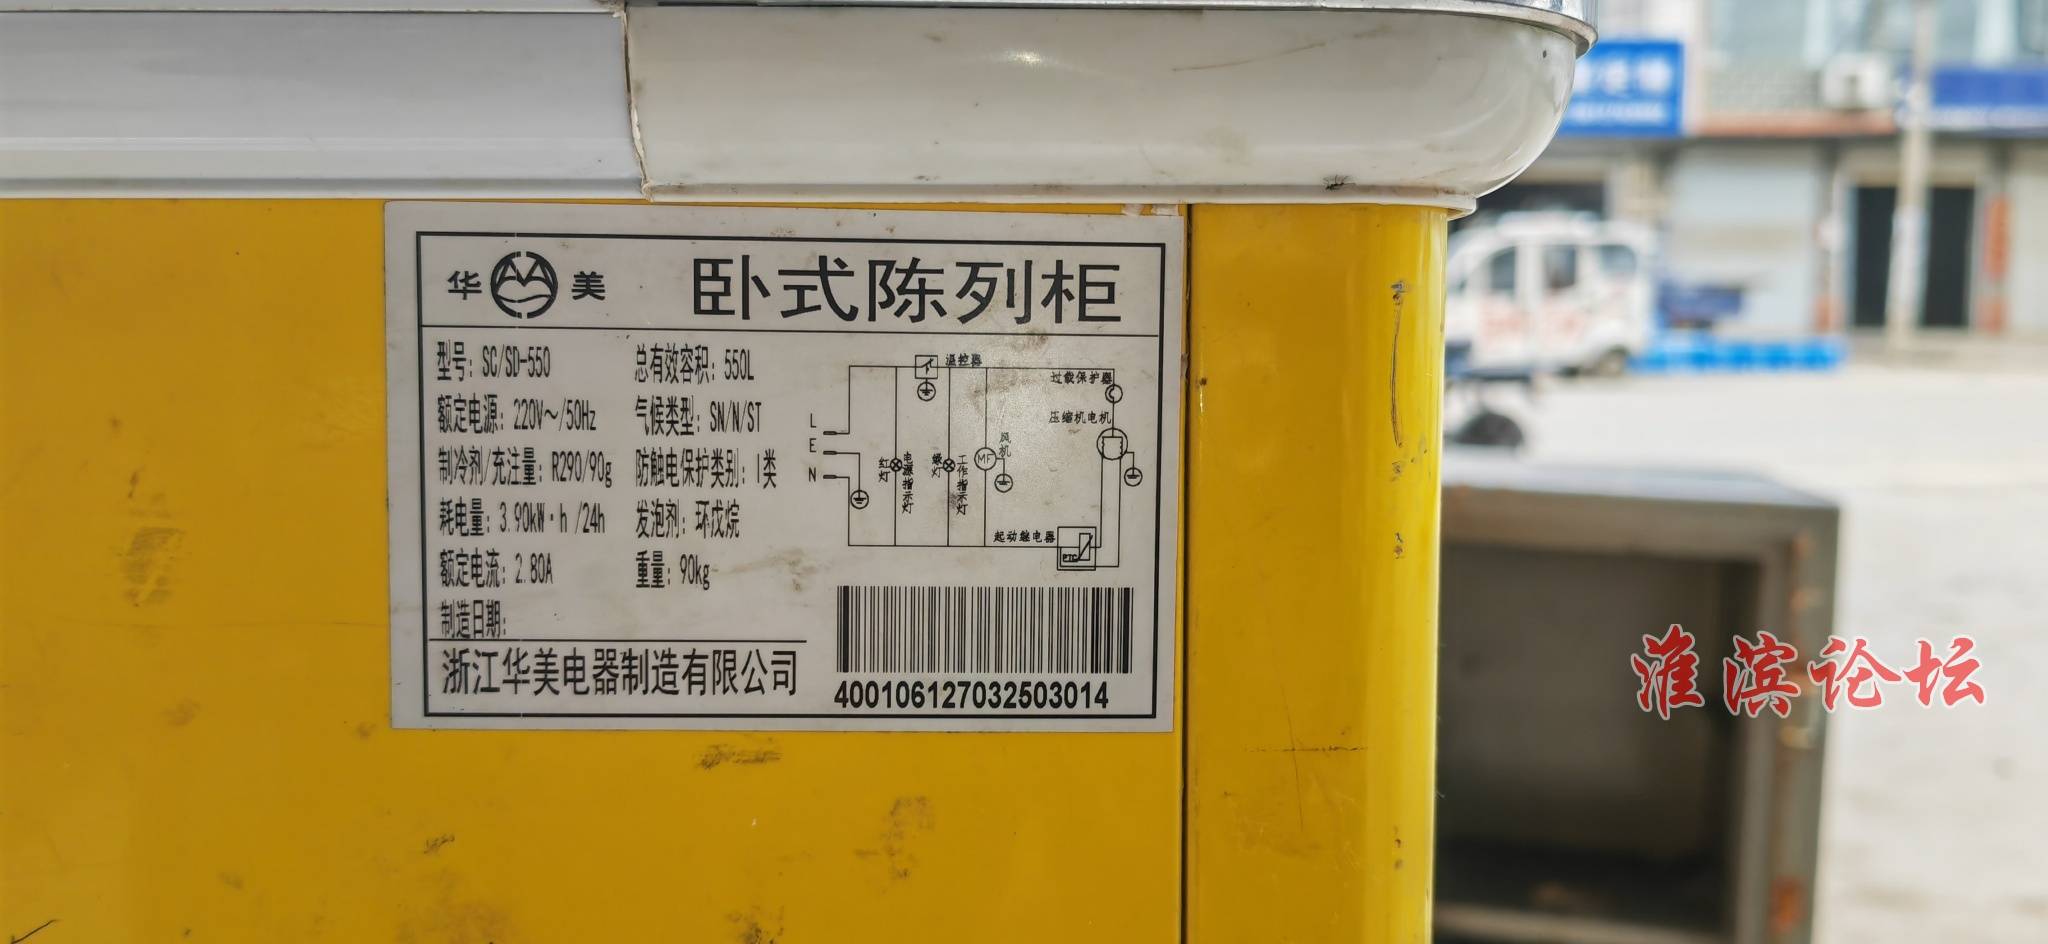 华 美
卧式陈列柜
型号: SC/SD-550
总有效容积: 550L
额定电源: 220V～/50Hz
气候类型: SN/N/ST
制冷剂/充注量: R290/90g
防触电保护类别: I类
耗电量: 3.90kW·h /24h
发泡剂: 环戊烷
额定电流: 2.80A
重量: 90kg
制造日期:
浙江华美电器制造有限公司
温控器
过载保护器
压缩机电机
L
E
N
红灯
电源指示灯
绿灯
工作指示灯
MF
风机
起动继电器
PTC
400106127032503014
淮滨论坛